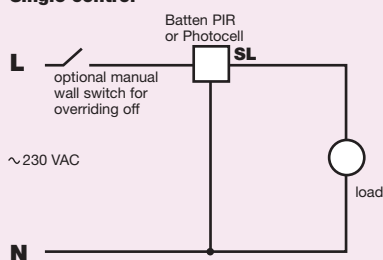 Single control
Batten PIR
or Photocell
SL
L
optional manual
wall switch for
overriding off
~230 VAC
load
N